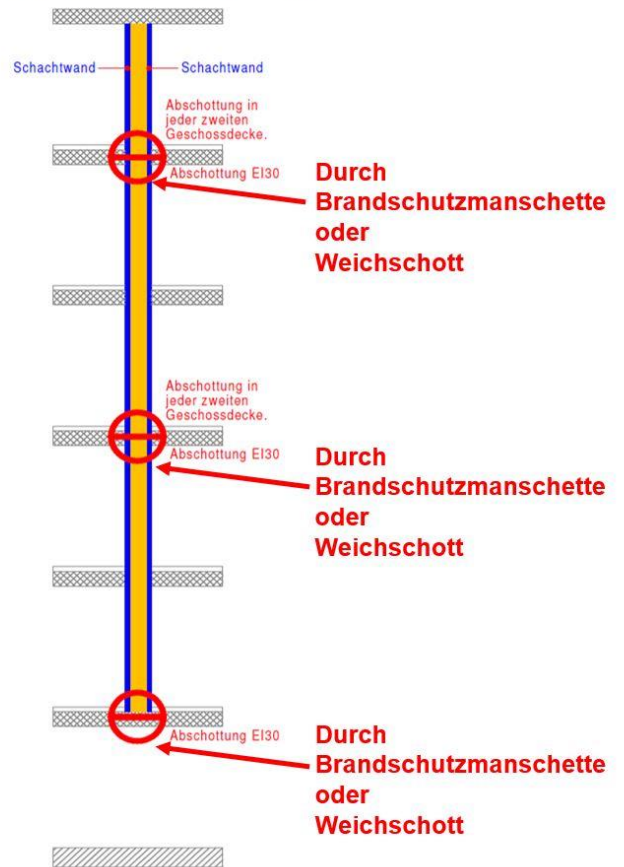 Schachtwand
Schachtwand
Abschottung in
jeder zweiten
Geschossdecke.
Abschottung EI30
Durch
Brandschutzmanschette
oder
Weichschott
Abschottung in
jeder zweiten
Geschossdecke.
Abschottung EI30
Durch
Brandschutzmanschette
oder
Weichschott
Abschottung EI30
Durch
Brandschutzmanschette
oder
Weichschott